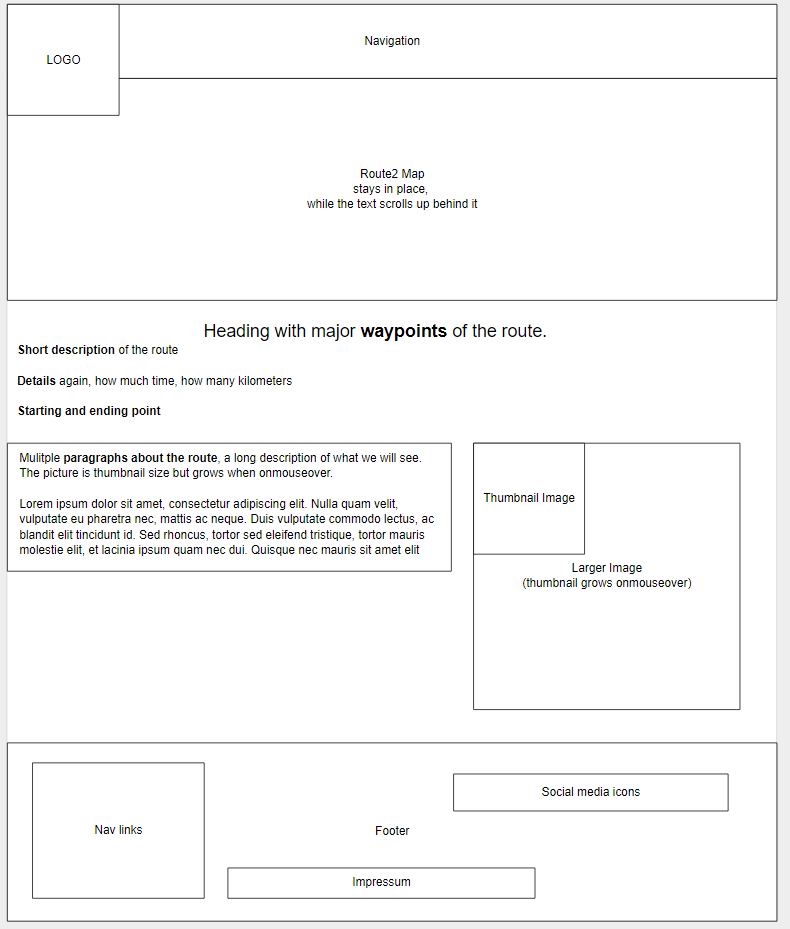 LOGO
Navigation
Route2 Map
stays in place,
while the text scrolls up behind it
Heading with major waypoints of the route.
Short description of the route
Details again, how much time, how many kilometers
Starting and ending point
Mulitple paragraphs about the route, a long description of what we will see.
The picture is thumbnail size but grows when onmouseover.
Lorem ipsum dolor sit amet, consectetur adipiscing elit. Nulla quam velit,
vulputate eu pharetra nec, mattis ac neque. Duis vulputate commodo lectus, ac
blandit elit tincidunt id. Sed rhoncus, tortor sed eleifend tristique, tortor mauris
molestie elit, et lacinia ipsum quam nec dui. Quisque nec mauris sit amet elit
Thumbnail Image
Larger Image
(thumbnail grows onmouseover)
Nav links
Social media icons
Footer
Impressum